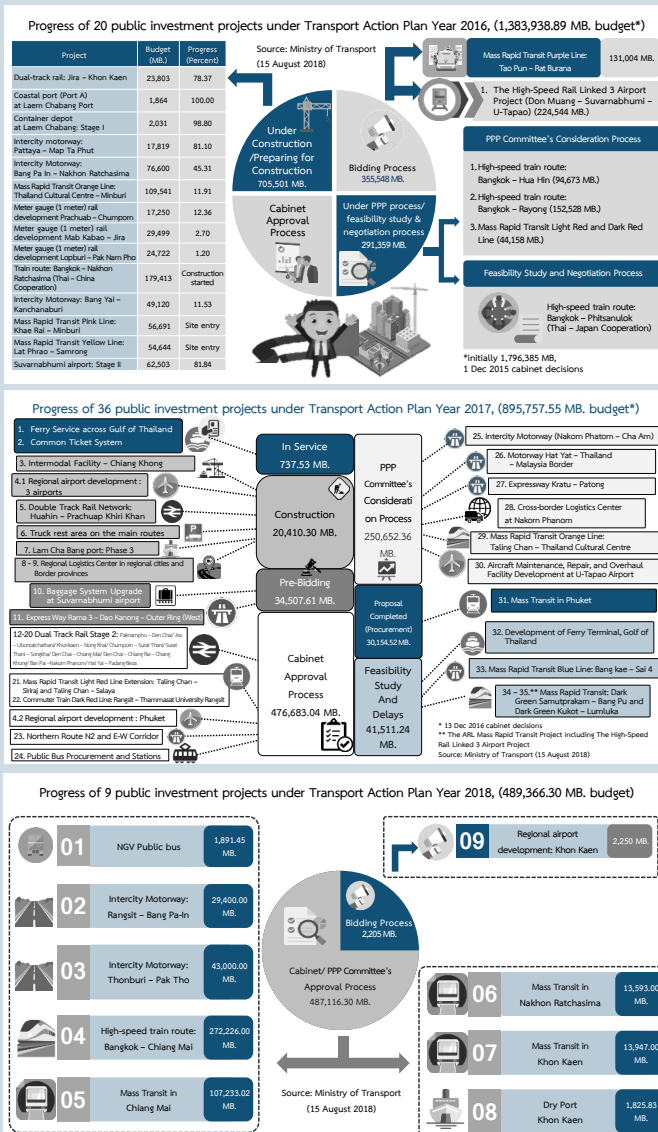 Progress of 20 public investment projects under Transport Action Plan Year 2016, (1,383,938.89 MB. budget*)
Project
Budget
(MB.)
Progress
(Percent)
Dual-track rail: Jira – Khon Kaen
23,803
78.37
Coastal port (Port A)
at Laem Chabang Port
1,864
100.00
Container depot
at Laem Chabang: Stage I
2,031
98.80
Intercity motorway:
Pattaya – Map Ta Phut
17,819
81.10
Intercity Motorway:
Bang Pa In – Nakhon Ratchasima
76,600
45.31
Mass Rapid Transit Orange Line:
Thailand Cultural Centre – Minburi
109,541
11.91
Meter gauge (1 meter) rail
development Prachuab – Chumporn
17,250
12.36
Meter gauge (1 meter) rail
development Mab Kabao – Jira
29,499
2.70
Meter gauge (1 meter) rail
development Lopburi – Pak Nam Pho
24,722
1.20
Train route: Bangkok – Nakhon
Ratchasima (Thai – China
Cooperation)
179,413
Construction
started
Intercity Motorway: Bang Yai –
Kanchanaburi
49,120
11.53
Mass Rapid Transit Pink Line:
Khae Rai – Minburi
56,691
Site entry
Mass Rapid Transit Yellow Line:
Lat Phrao – Samrong
54,644
Site entry
Suvarnabhumi airport: Stage II
62,503
81.84
Source: Ministry of Transport
(15 August 2018)
Under
Construction
/Preparing for
Construction
705,501 MB.
Bidding Process
355,548 MB.
Cabinet
Approval
Process
Under PPP process/
feasibility study &
negotiation process
291,359 MB.
Mass Rapid Transit Purple Line:
Tao Pun – Rat Burana
131,004 MB.
1. The High-Speed Rail Linked 3 Airport
Project (Don Muang – Suvarnabhumi –
U-Tapao) (224,544 MB.)
PPP Committee's Consideration Process
1.High-speed train route:
Bangkok – Hua Hin (94,673 MB.)
2.High-speed train route:
Bangkok – Rayong (152,528 MB.)
3.Mass Rapid Transit Light Red and Dark Red
Line (44,158 MB.)
Feasibility Study and Negotiation Process
High-speed train route:
Bangkok – Phitsanulok
(Thai – Japan Cooperation)
*Initially 1,796,385 MB,
1 Dec 2015 cabinet decisions
Progress of 36 public investment projects under Transport Action Plan Year 2017, (895,757.55 MB. budget*)
1. Ferry Service across Gulf of Thailand
2. Common Ticket System
3. Intermodal Facility – Chiang Khong
4.1 Regional airport development :
3 airports
5. Double Track Rail Network:
Huahin – Prachuap Khiri Khan
6. Truck rest area on the main routes
7. Lam Cha Bang port: Phase 3
8 – 9. Regional Logistics Center in regional cities and
Border provinces
10. Baggage System Upgrade
at Suvarnabhumi airport
11. Express Way Rama 3 – Dao Kanong – Outer Ring (West)
12-20 Dual Track Rail Stage 2: Paknampho – Den Chai/ Jira
– Ubonratchathani/Khonkaen – Nong Khai/ Chumporn – Surat Thani/ Surat
Thani – Songkhla/ Den Chai – Chiang Mai/ Den Chai – Chiang Rai – Chiang
Khong/ Ban Pai –Nakorn Phanom/ Hat Yai – Padang Beza
21. Mass Rapid Transit Light Red Line Extension: Taling Chan –
Siriraj and Taling Chan – Salaya
22. Commuter Train Dark Red Line: Rangsit – Thammasat University Rangsit
4.2 Regional airport development : Phuket
23. Northern Route N2 and E-W Corridor
24. Public Bus Procurement and Stations
In Service
737.53 MB.
Construction
20,410.30 MB.
Pre-Bidding
34,507.61 MB.
Cabinet
Approval
Process
476,683.04 MB.
PPP
Committee's
Considerati
on Process
250,652.36
MB.
Proposal
Completed
(Procurement)
30,154.52 MB.
Feasibility
Study
And
Delays
41,511.24
MB.
25. Intercity Motorway (Nakorn Phatom – Cha Am)
26. Motorway Hat Yat – Thailand
– Malaysia Border
27. Expressway Kratu – Patong
28. Cross-border Logistics Center
at Nakorn Phanom
29. Mass Rapid Transit Orange Line:
Taling Chan – Thailand Cultural Centre
30. Aircraft Maintenance, Repair, and Overhaul
Facility Development at U-Tapao Airport
31. Mass Transit in Phuket
32. Development of Ferry Terminal, Golf of
Thailand
33. Mass Rapid Transit Blue Line: Bang kae – Sai 4
34 – 35.** Mass Rapid Transit: Dark
Green Samutprakarn – Bang Pu and
Dark Green Kukot – Lumluka
* 13 Dec 2016 cabinet decisions
** The ARL Mass Rapid Transit Project including The High-Speed
Rail Linked 3 Airport Project
Source: Ministry of Transport (15 August 2018)
Progress of 9 public investment projects under Transport Action Plan Year 2018, (489,366.30 MB. budget)
01
NGV Public bus
1,891.45
MB.
02
Intercity Motorway:
Rangsit – Bang Pa-In
29,400.00
MB.
03
Intercity Motorway:
Thonburi – Pak Tho
43,000.00
MB.
04
High-speed train route:
Bangkok – Chiang Mai
272,226.00
MB.
05
Mass Transit in
Chiang Mai
107,233.02
MB.
Bidding Process
2,205 MB.
Cabinet/ PPP Committee's
Approval Process
487,116.30 MB.
Source: Ministry of Transport
(15 August 2018)
09
Regional airport
development: Khon Kaen
2,250 MB.
06
Mass Transit in
Nakhon Ratchasima
13,593.00
MB.
07
Mass Transit in
Khon Kaen
13,947.00
MB.
08
Dry Port
Khon Kaen
1,825.83
MB.